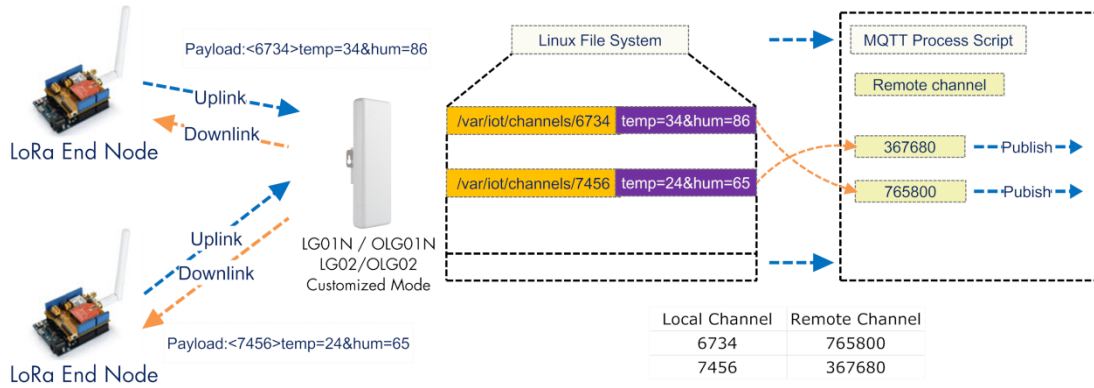 Payload:<6734>temp=34&hum=86
Uplink
Downlink
LoRa End Node
Uplink
Downlink
Payload:<7456>temp=24&hum=65
LoRa End Node
LG01N / OLG01N
LG02/OLG02
Customized Mode
Linux File System
/var/iot/channels/6734 temp=34&hum=86
/var/iot/channels/7456 temp=24&hum=65
MQTT Process Script
Remote channel
367680 Publish
765800 Pubish
Local Channel Remote Channel
6734 765800
7456 367680